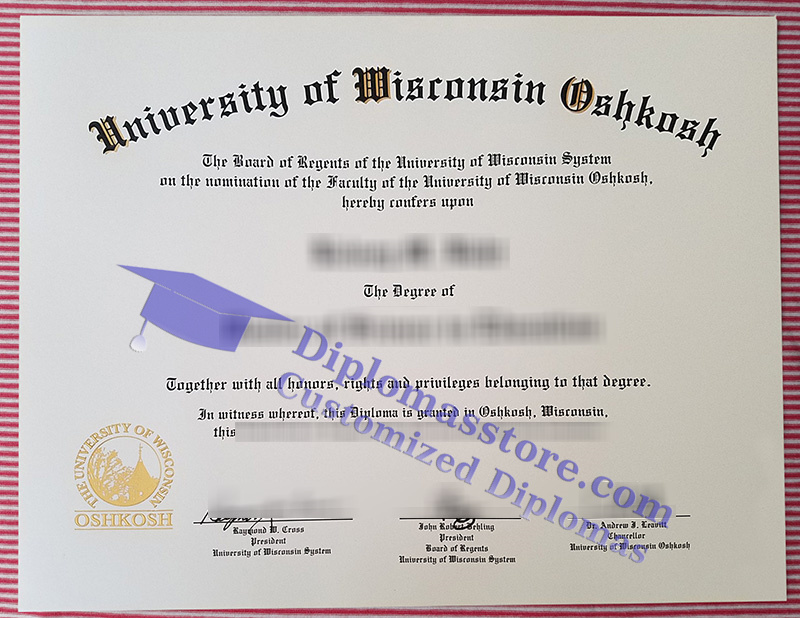 University of Wisconsin Oshkosh
The Board of Regents of the University of Wisconsin System
on the nomination of the Faculty of the University of Wisconsin Oshkosh,
hereby confers upon
The Degree of
Diplomasstore.com
Customized Diplomas
Together with all honors, rights and privileges belonging to that degree.
In witness whereof, this Diploma is granted in Oshkosh, Wisconsin,
this
THE UNIVERSITY OF WISCONSIN
OSHKOSH
Raymond W. Cross
President
University of Wisconsin System
John Robert Behling
President
Board of Regents
University of Wisconsin System
Dr. Andrew J. Leavitt
Chancellor
University of Wisconsin Oshkosh